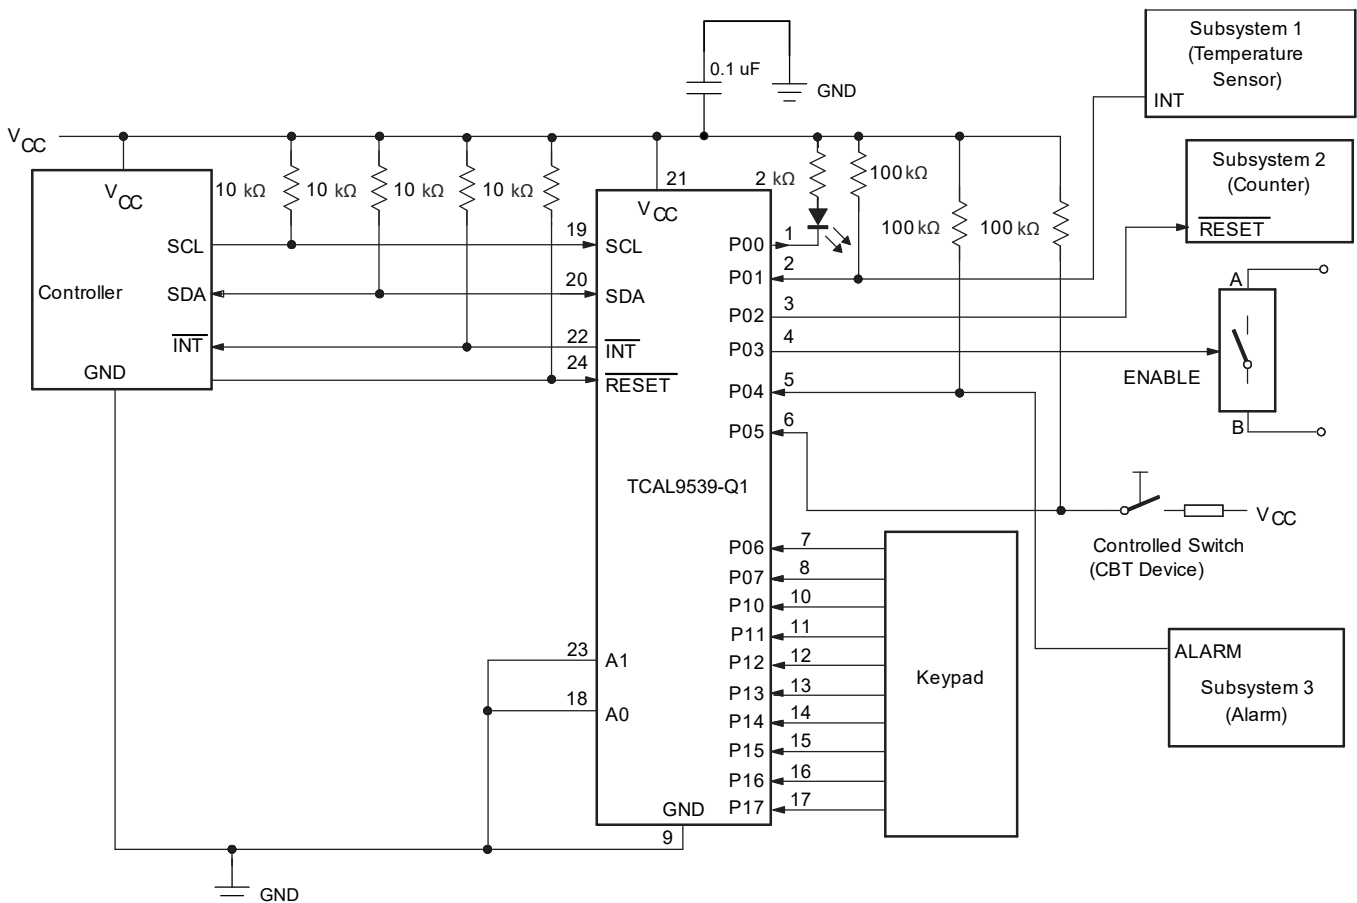 Subsystem 1
(Temperature
Sensor)
INT
0.1 uF
GND
VCC
Subsystem 2
(Counter)
RESET
VCC
10 kΩ
10 kΩ
10 kΩ
10 kΩ
21
VCC
2 kΩ
100 kΩ
100 kΩ
100 kΩ
SCL
19
SCL
P00
1
Controller
SDA
20
SDA
P01
2
P02
3
INT
22
INT
P03
4
GND
24
RESET
P04
5
P05
6
A
ENABLE
B
TCAL9539-Q1
VCC
Controlled Switch
(CBT Device)
P06
7
P07
8
P10
10
P11
11
P12
12
P13
13
P14
14
P15
15
P16
16
P17
17
Keypad
23
A1
18
A0
ALARM
Subsystem 3
(Alarm)
GND
9
GND